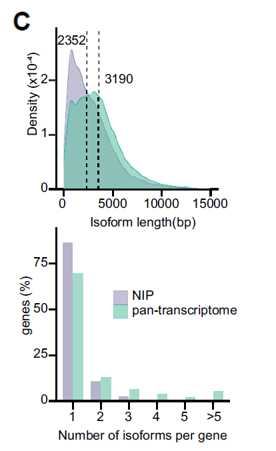 C
2352
3190
Density (x10⁻⁴)
2
1
0
0 5000 10000 15000
Isoform length(bp)
genes (%)
75
50
25
0
NIP
pan-transcriptome
1 2 3 4 5 >5
Number of isoforms per gene